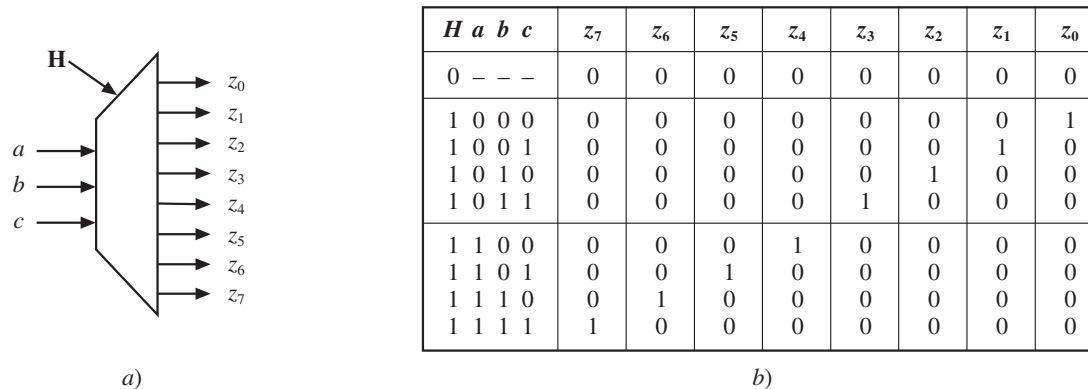 H
z0
z1
a
z2
z3
b
z4
c
z5
z6
z7
a)
H a b c z7 z6 z5 z4 z3 z2 z1 z0
0 – – – 0 0 0 0 0 0 0 0
1 0 0 0 0 0 0 0 0 0 0 1
1 0 0 1 0 0 0 0 0 0 1 0
1 0 1 0 0 0 0 0 0 1 0 0
1 0 1 1 0 0 0 0 1 0 0 0
1 1 0 0 0 0 0 1 0 0 0 0
1 1 0 1 0 0 1 0 0 0 0 0
1 1 1 0 0 1 0 0 0 0 0 0
1 1 1 1 1 0 0 0 0 0 0 0
b)